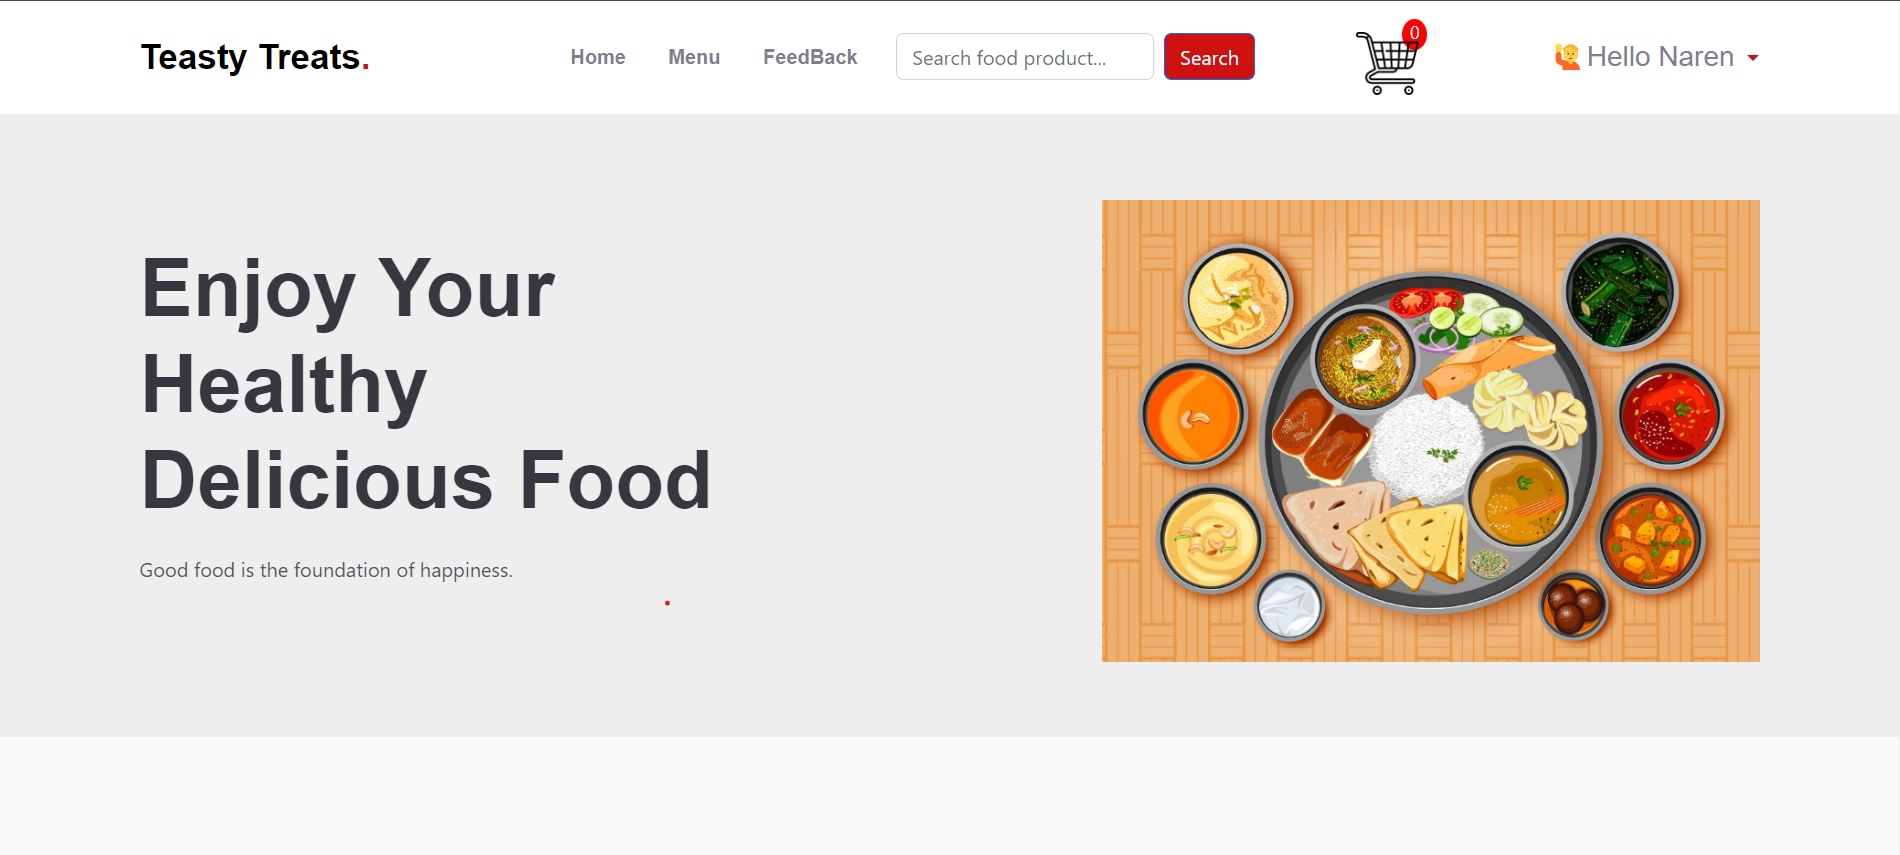 Teasty Treats.
Home
Menu
FeedBack
Search food product...
Search
0
Hello Naren
Enjoy Your
Healthy
Delicious Food
Good food is the foundation of happiness.